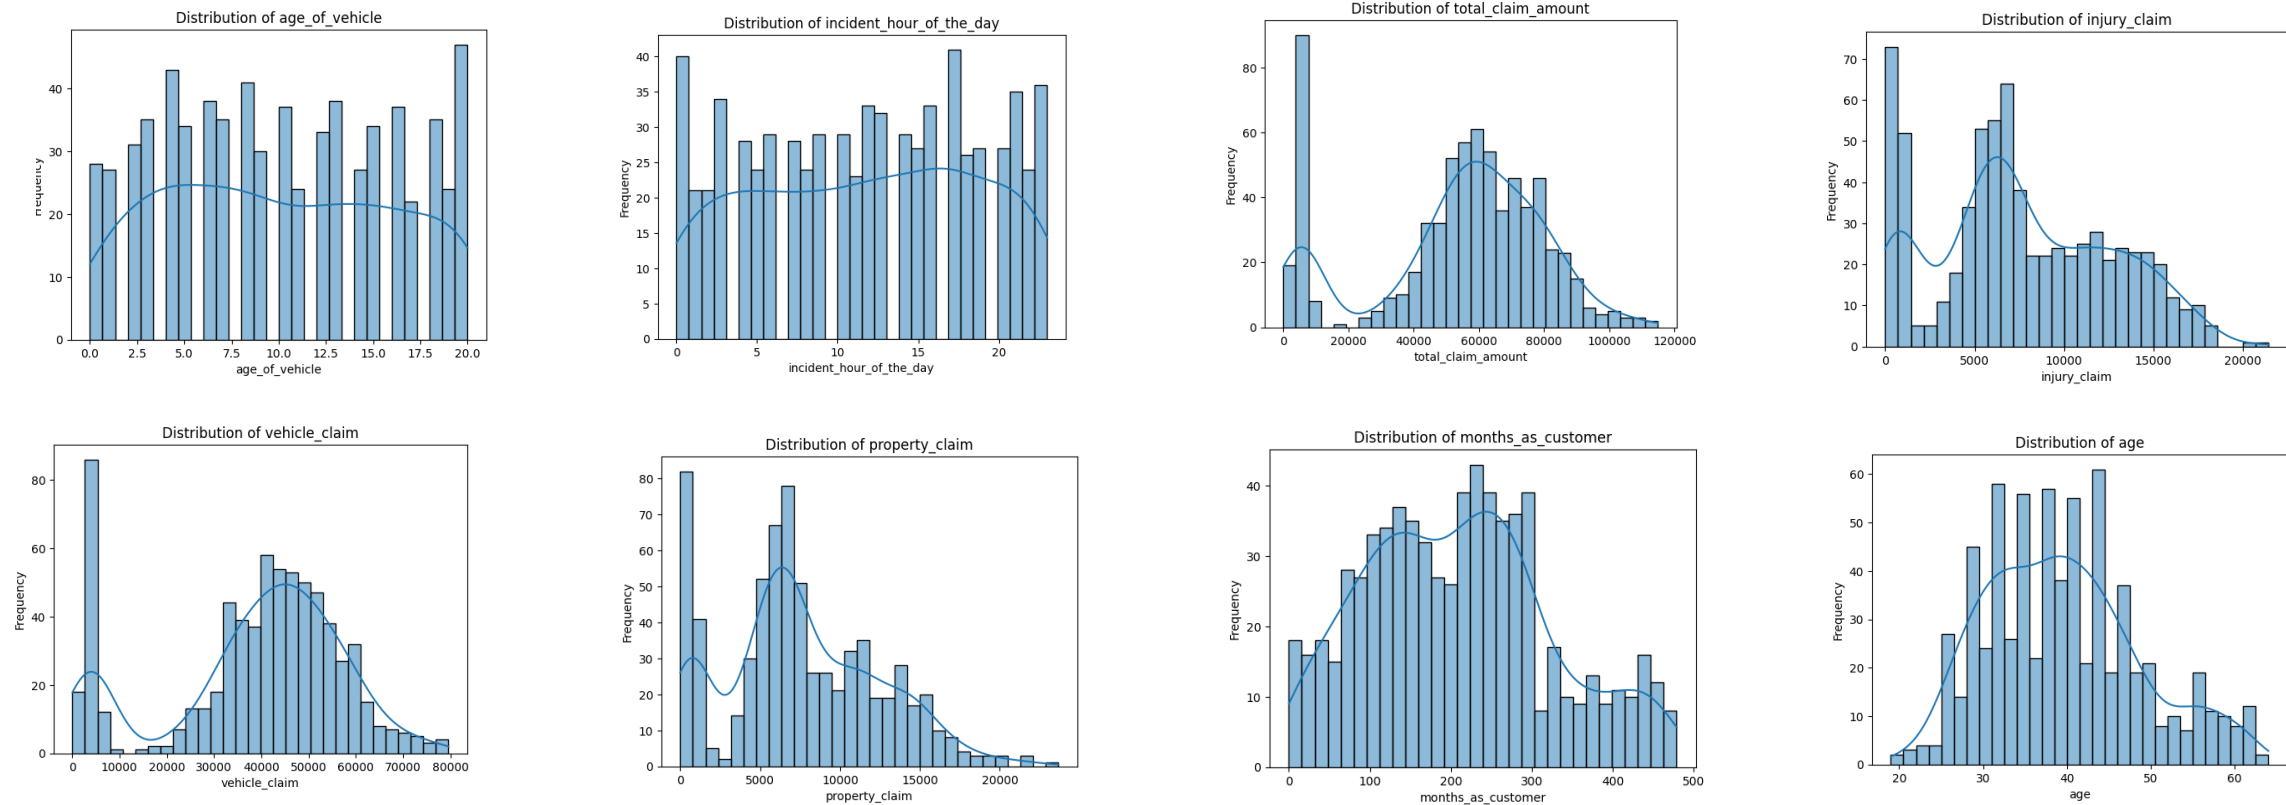 Distribution of age_of_vehicle
40
30
20
10
0
0.0 2.5 5.0 7.5 10.0 12.5 15.0 17.5 20.0
age_of_vehicle
Distribution of incident_hour_of_the_day
Frequency
40
35
30
25
20
15
10
5
0
0 5 10 15 20
incident_hour_of_the_day
Distribution of total_claim_amount
Frequency
80
60
40
20
0
0 20000 40000 60000 80000 100000 120000
total_claim_amount
Distribution of injury_claim
Frequency
70
60
50
40
30
20
10
0
0 5000 10000 15000 20000
injury_claim
Distribution of vehicle_claim
Frequency
80
60
40
20
0
0 10000 20000 30000 40000 50000 60000 70000 80000
vehicle_claim
Distribution of property_claim
Frequency
80
70
60
50
40
30
20
10
0
0 5000 10000 15000 20000
property_claim
Distribution of months_as_customer
Frequency
40
30
20
10
0
0 100 200 300 400 500
months_as_customer
Distribution of age
Frequency
60
50
40
30
20
10
0
20 30 40 50 60
age